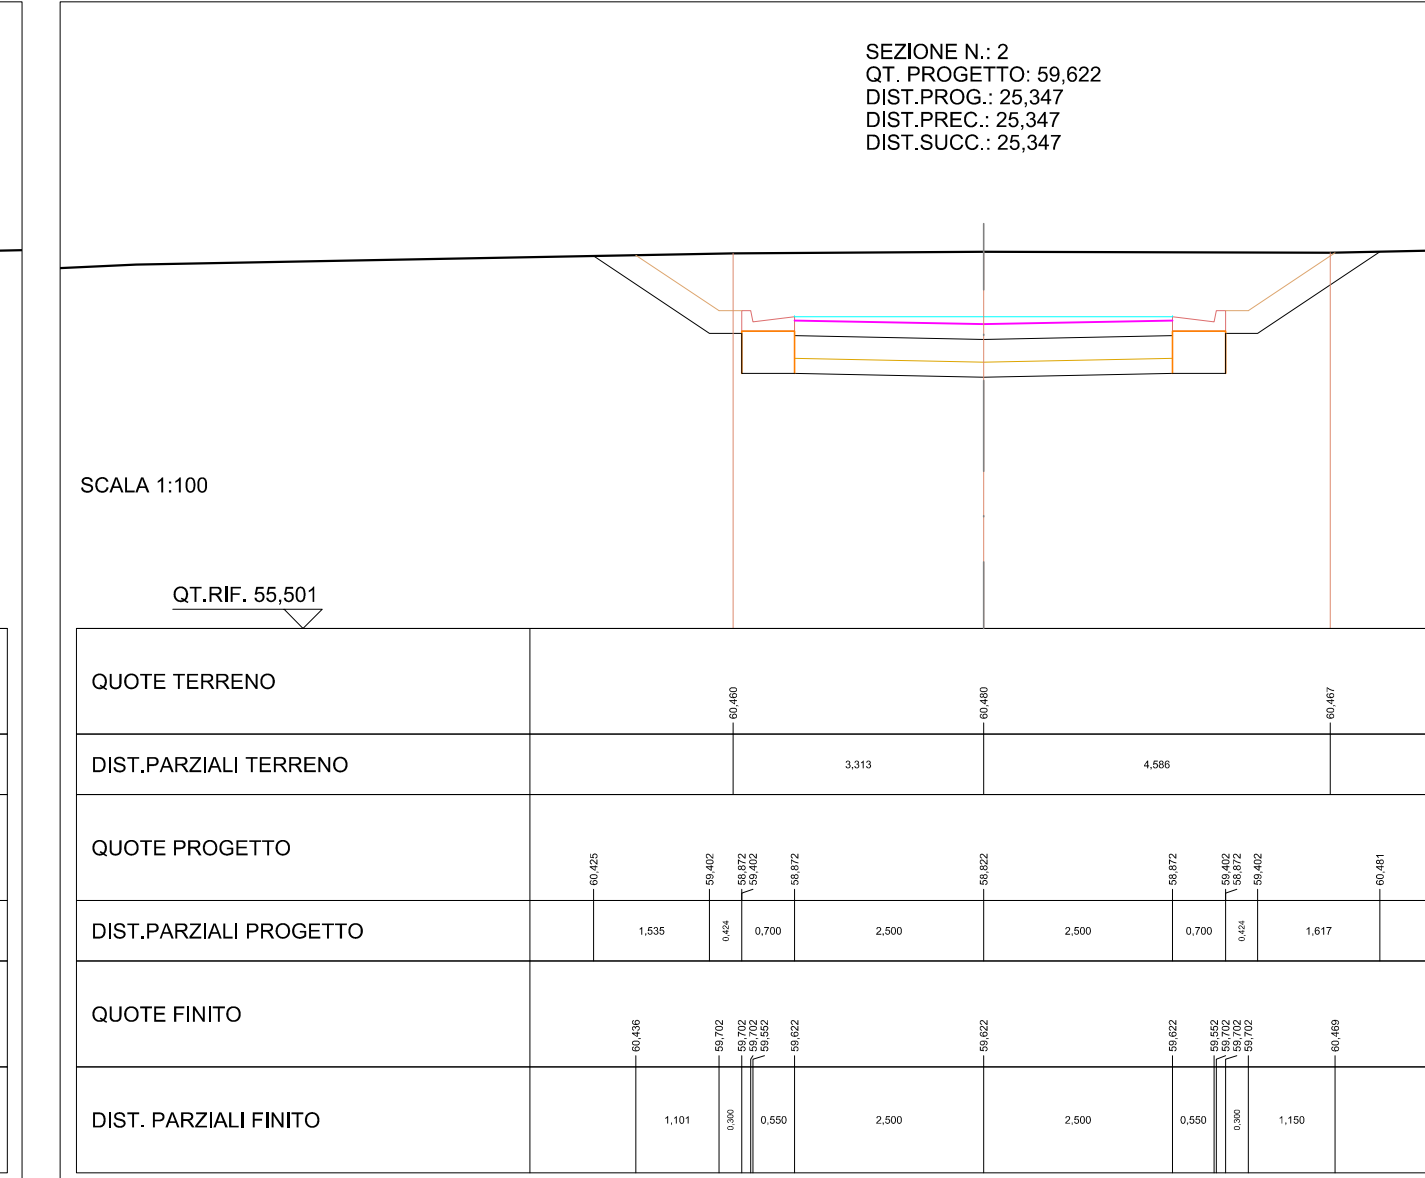 SEZIONE N.: 2
QT. PROGETTO: 59,622
DIST.PROG.: 25,347
DIST.PREC.: 25,347
DIST.SUCC.: 25,347
SCALA 1:100
QT.RIF. 55,501
QUOTE TERRENO
60,460 60,480 60,467
DIST.PARZIALI TERRENO
3,313 4,586
QUOTE PROGETTO
60,425 59,402 58,872 59,402 58,872 58,822 58,872 59,402 58,872 59,402 60,481
DIST.PARZIALI PROGETTO
1,535 0,424 0,700 2,500 2,500 0,700 0,424 1,617
QUOTE FINITO
60,436 59,702 59,702 59,702 59,552 59,622 59,622 59,622 59,552 59,702 59,702 59,702 60,469
DIST. PARZIALI FINITO
1,101 0,300 0,550 2,500 2,500 0,550 0,300 1,150